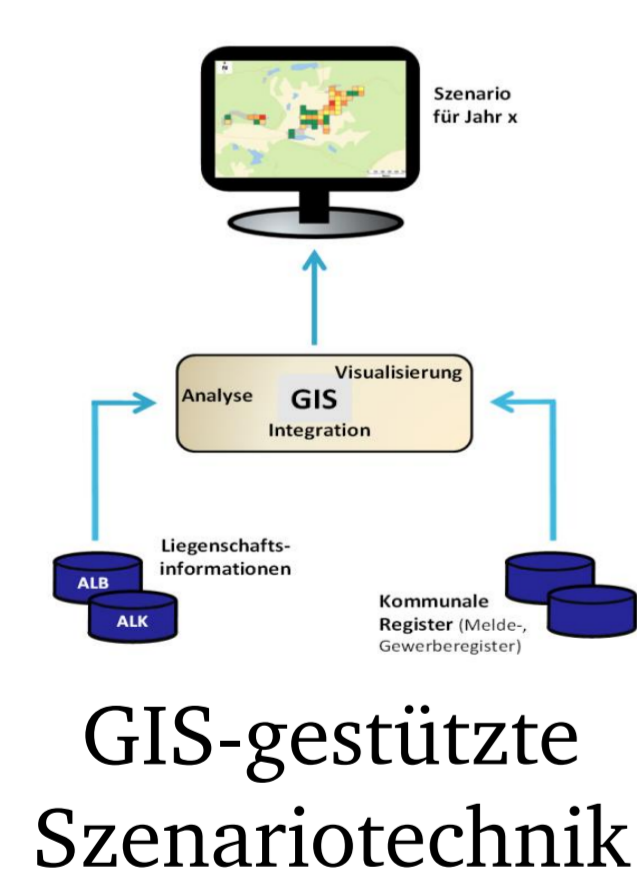 Szenario
für Jahr x
Visualisierung
Analyse
GIS
Integration
Liegenschafts-
informationen
ALB
ALK
Kommunale
Register (Melde-,
Gewerberegister)
GIS-gestützte
Szenariotechnik